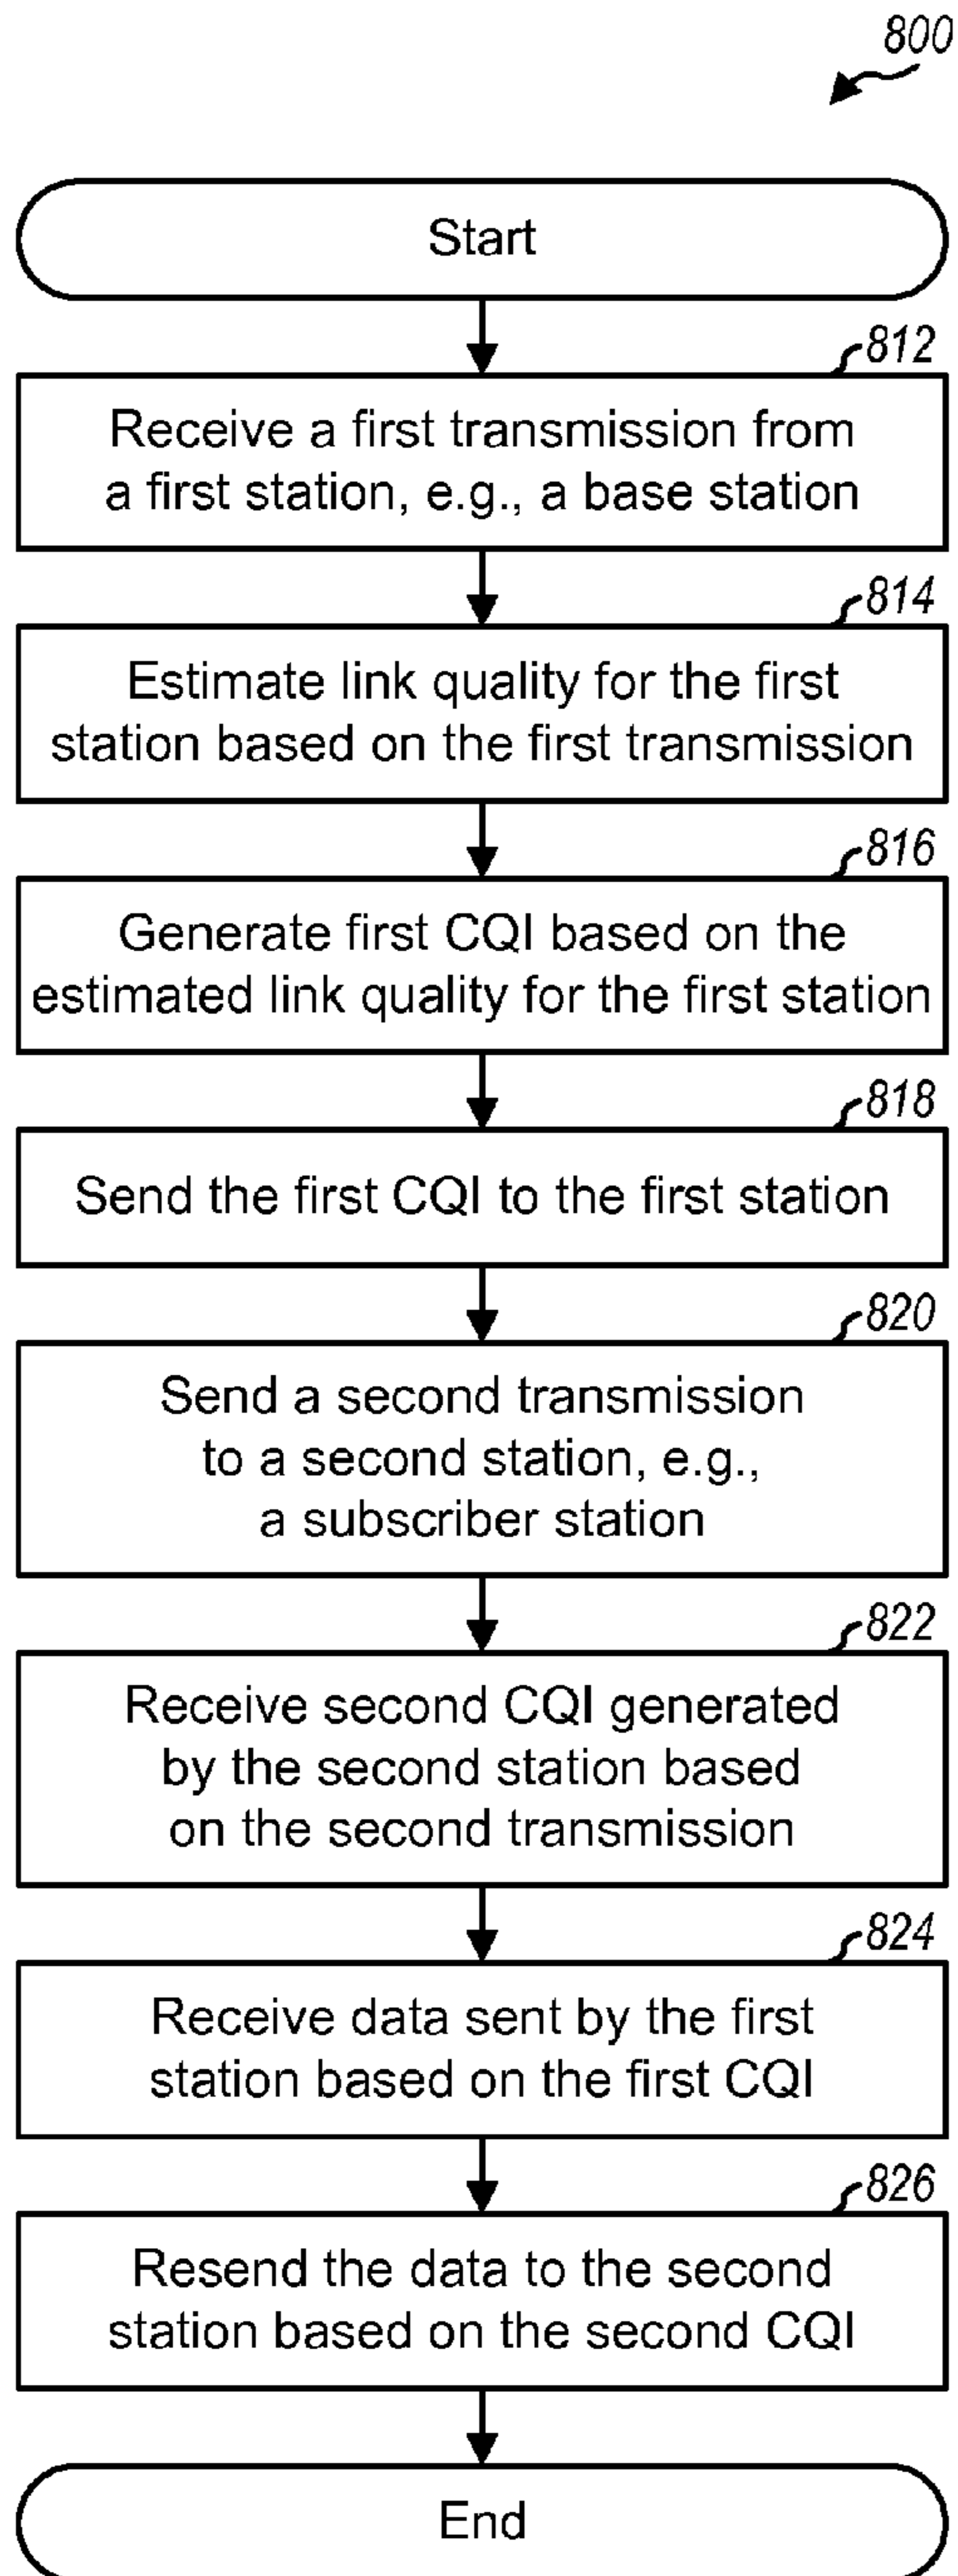 800
Start
812
Receive a first transmission from
a first station, e.g., a base station
814
Estimate link quality for the first
station based on the first transmission
816
Generate first CQI based on the
estimated link quality for the first station
818
Send the first CQI to the first station
820
Send a second transmission
to a second station, e.g.,
a subscriber station
822
Receive second CQI generated
by the second station based
on the second transmission
824
Receive data sent by the first
station based on the first CQI
826
Resend the data to the second
station based on the second CQI
End